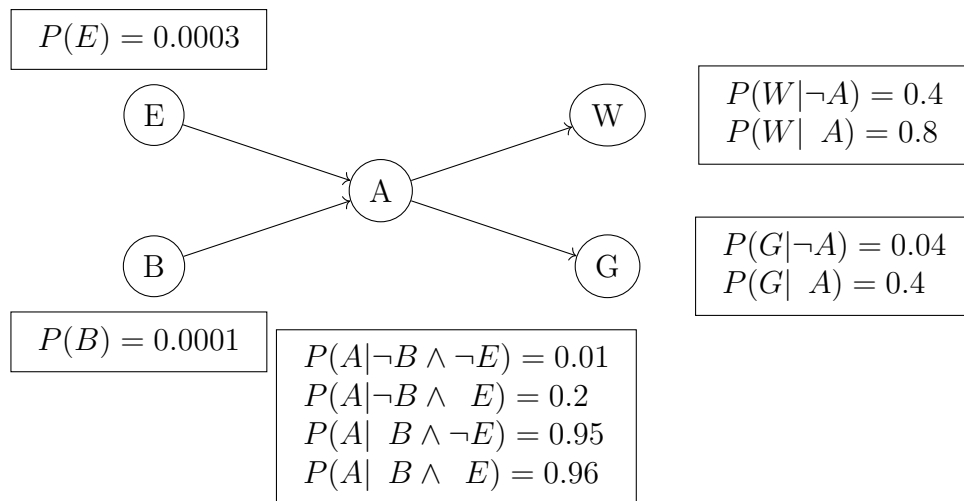 P(E) = 0.0003
E
W
P(W|¬A) = 0.4
P(W| A) = 0.8
A
B
G
P(G|¬A) = 0.04
P(G| A) = 0.4
P(B) = 0.0001
P(A|¬B ∧ ¬E) = 0.01
P(A|¬B ∧ E) = 0.2
P(A| B ∧ ¬E) = 0.95
P(A| B ∧ E) = 0.96